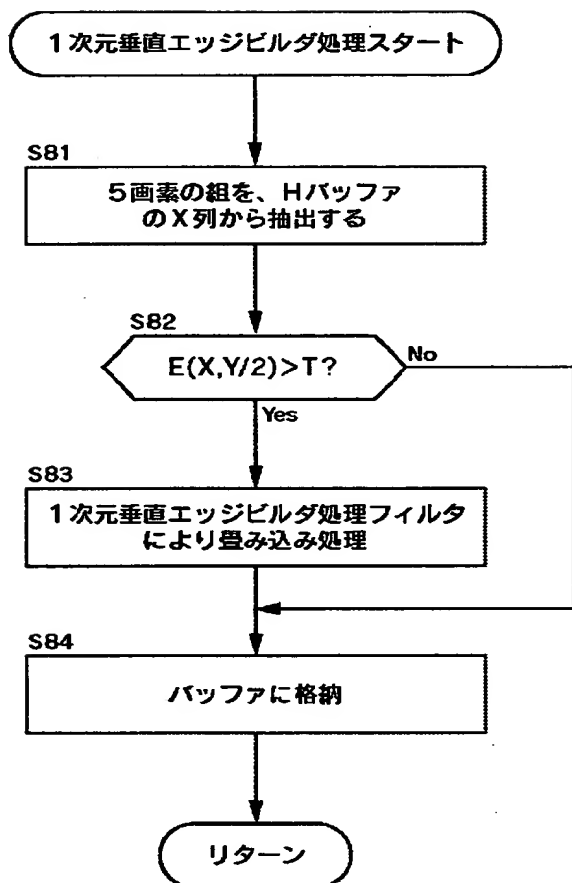 1次元垂直エッジビルダ処理スタート
S81
5画素の組を、Hバッファ
のX列から抽出する
S82
E(X,Y/2)>T?
No
Yes
S83
1次元垂直エッジビルダ処理フィルタ
により畳み込み処理
S84
バッファに格納
リターン